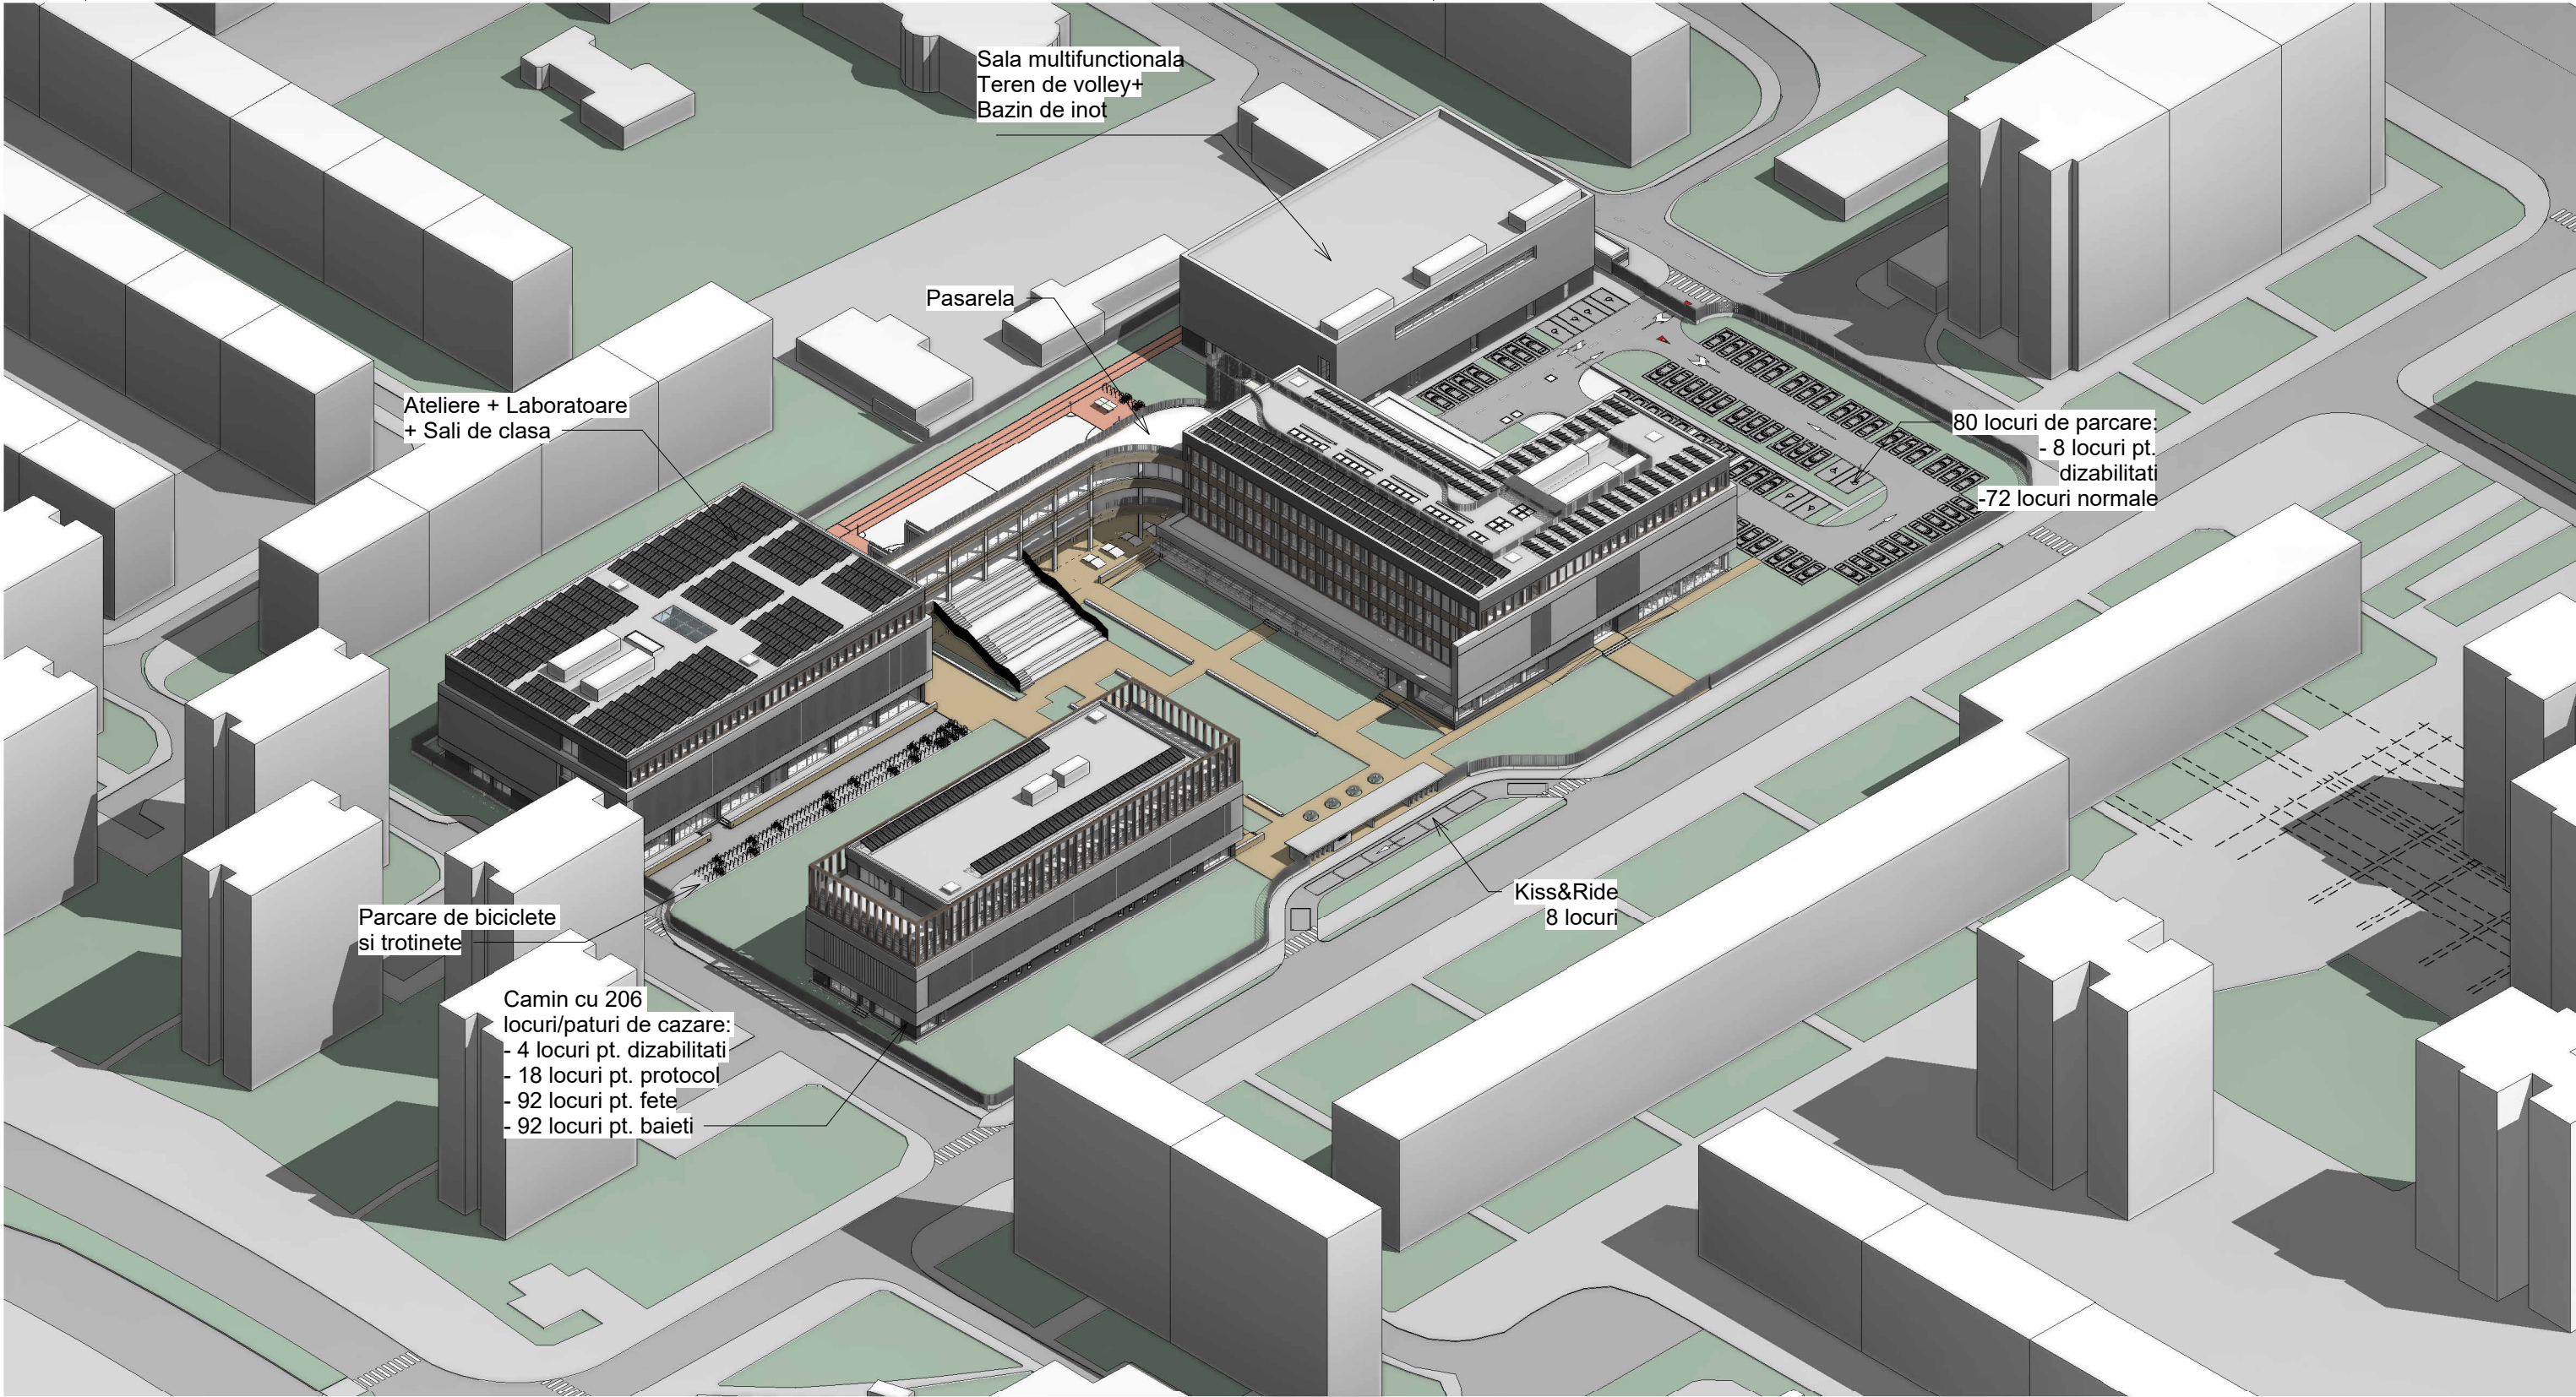 Sala multifunctionala
Teren de volley+
Bazin de inot
Pasarela
Ateliere + Laboratoare
+ Sali de clasa
80 locuri de parcare:
- 8 locuri pt.
dizabilitati
-72 locuri normale
Kiss&Ride
8 locuri
Parcare de biciclete
si trotinete
Camin cu 206
locuri/paturi de cazare:
- 4 locuri pt. dizabilitati
- 18 locuri pt. protocol
- 92 locuri pt. fete
- 92 locuri pt. baieti